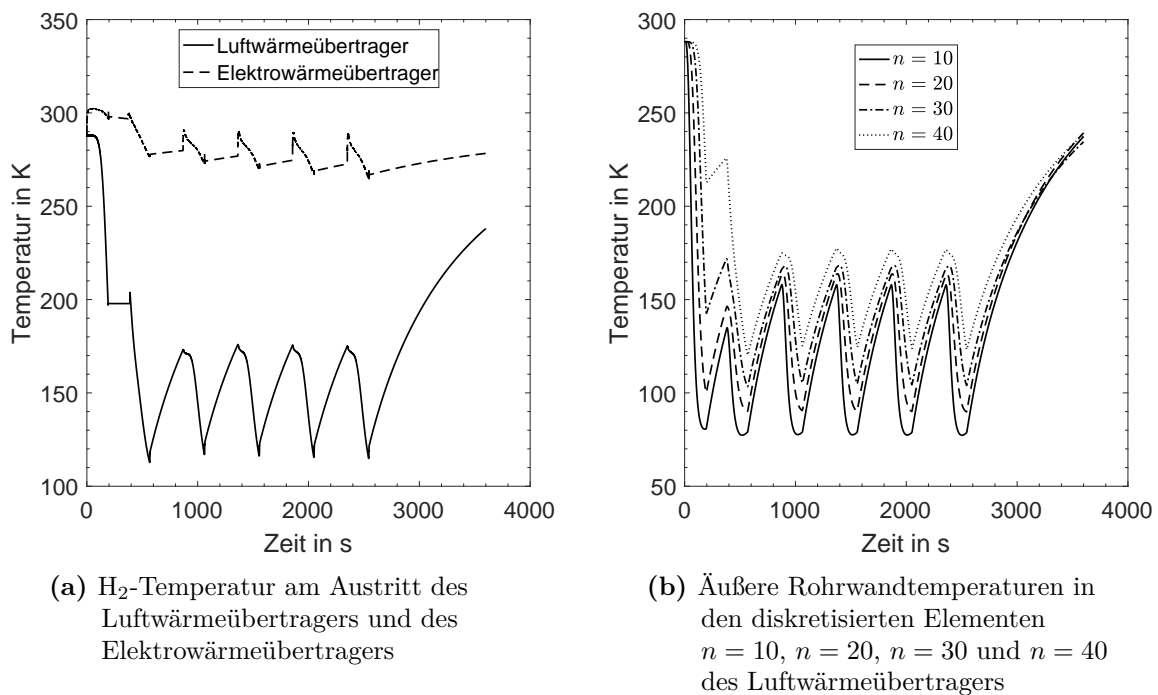 350
300
250
200
150
100
Temperatur in K
Luftwärmeübertrager
Elektrowärmeübertrager
0
1000
2000
3000
4000
Zeit in s
(a) H₂-Temperatur am Austritt des
Luftwärmeübertragers und des
Elektrowärmeübertragers
300
250
200
150
100
50
Temperatur in K
n = 10
n = 20
n = 30
n = 40
0
1000
2000
3000
4000
Zeit in s
(b) Äußere Rohrwandtemperaturen in
den diskretisierten Elementen
n = 10, n = 20, n = 30 und n = 40
des Luftwärmeübertragers